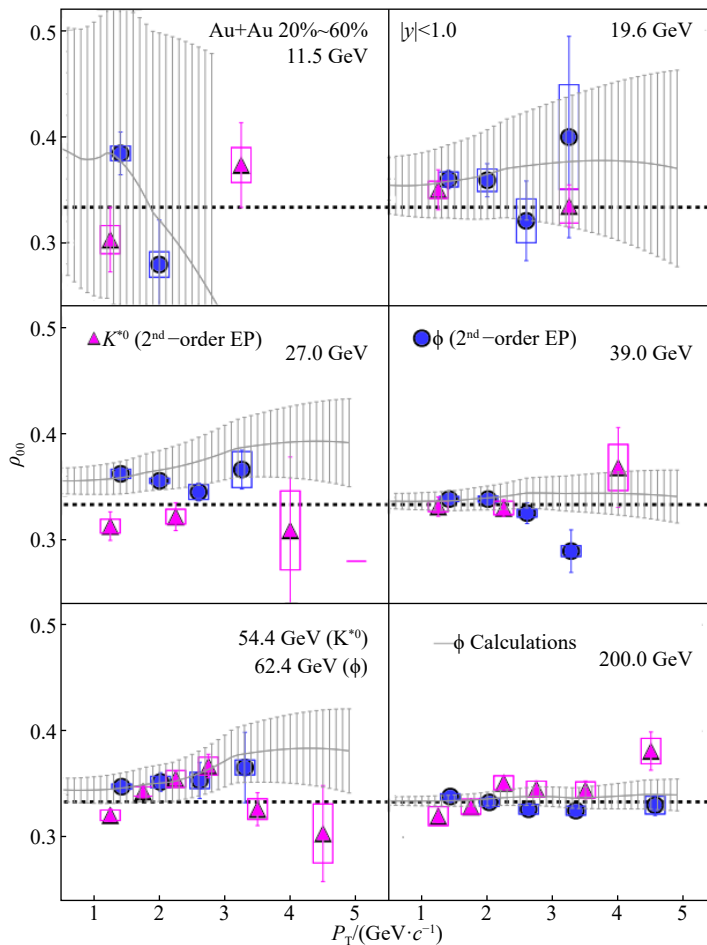 0.5
Au+Au 20%~60%
11.5 GeV
|y|<1.0
19.6 GeV
0.4
0.3
0.5
K*0 (2nd−order EP)
27.0 GeV
ϕ (2nd−order EP)
39.0 GeV
0.4
ρ00
0.3
0.5
54.4 GeV (K*0)
62.4 GeV (ϕ)
ϕ Calculations
200.0 GeV
0.4
0.3
1 2 3 4 5 1 2 3 4 5
PT/(GeV·c−1)